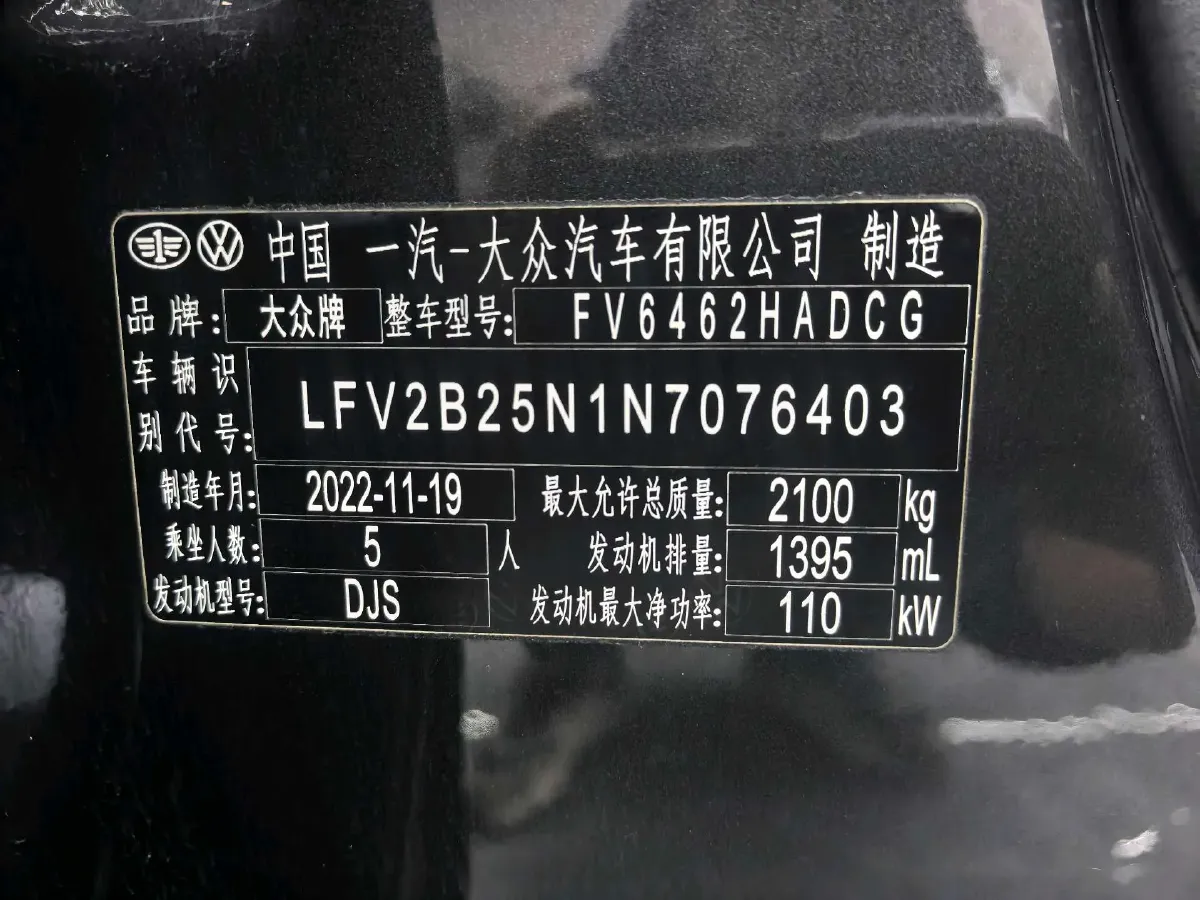 中国 一汽-大众汽车有限公司 制造
品牌: 大众牌 整车型号: FV6462HADCG
车辆识
别代号: LFV2B25N1N7076403
制造年月: 2022-11-19 最大允许总质量: 2100 kg
乘坐人数: 5 人 发动机排量: 1395 mL
发动机型号: DJS 发动机最大净功率: 110 kW